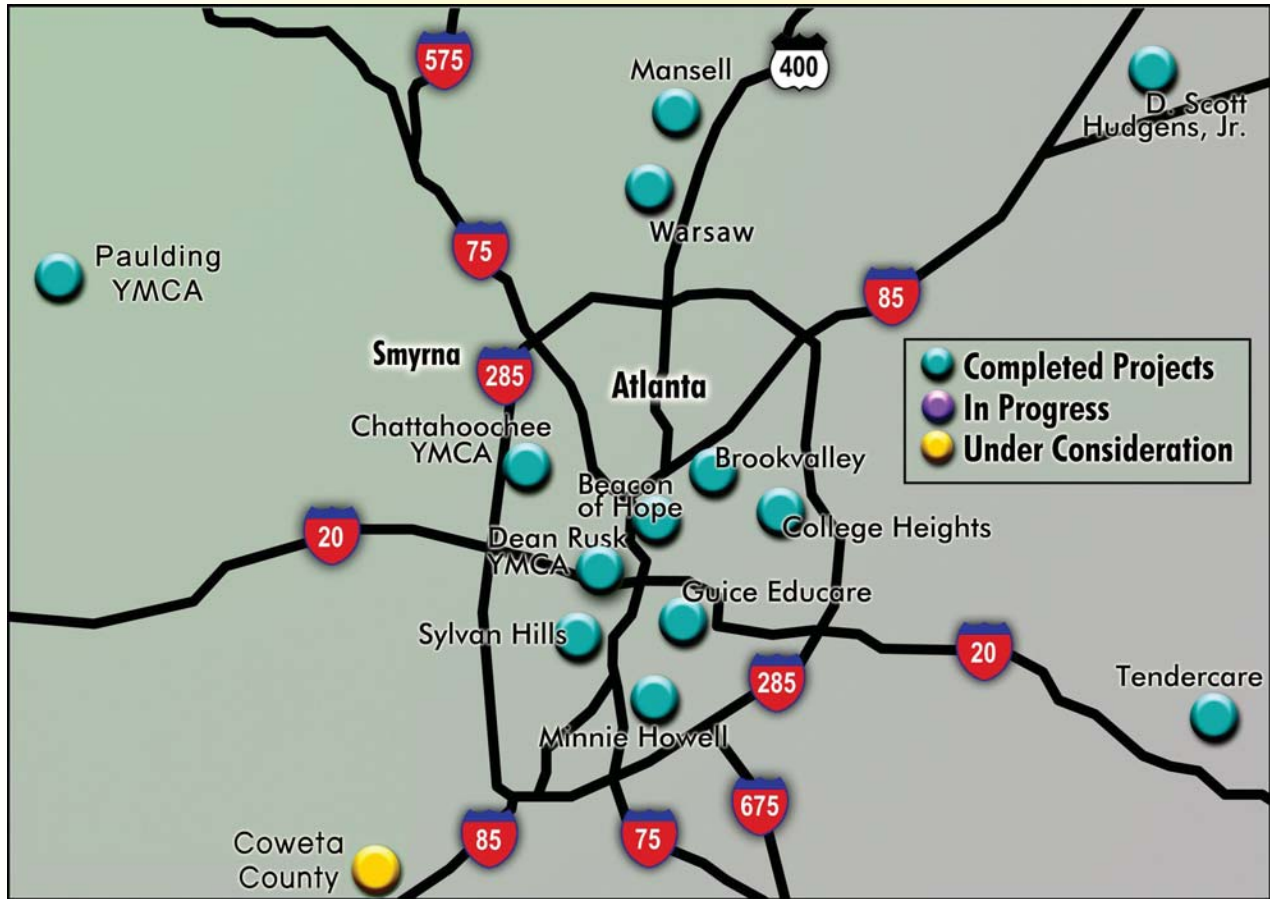 575
Mansell
400
D. Scott
Hudgens, Jr.
75
Warsaw
Paulding
YMCA
85
Smyrna
285
Atlanta
Completed Projects
In Progress
Under Consideration
Chattahoochee
YMCA
Brookvalley
Beacon
of Hope
College Heights
20
Dean Rusk
YMCA
Guice Educare
Sylvan Hills
20
285
Tendercare
Minnie Howell
675
85
75
Coweta
County